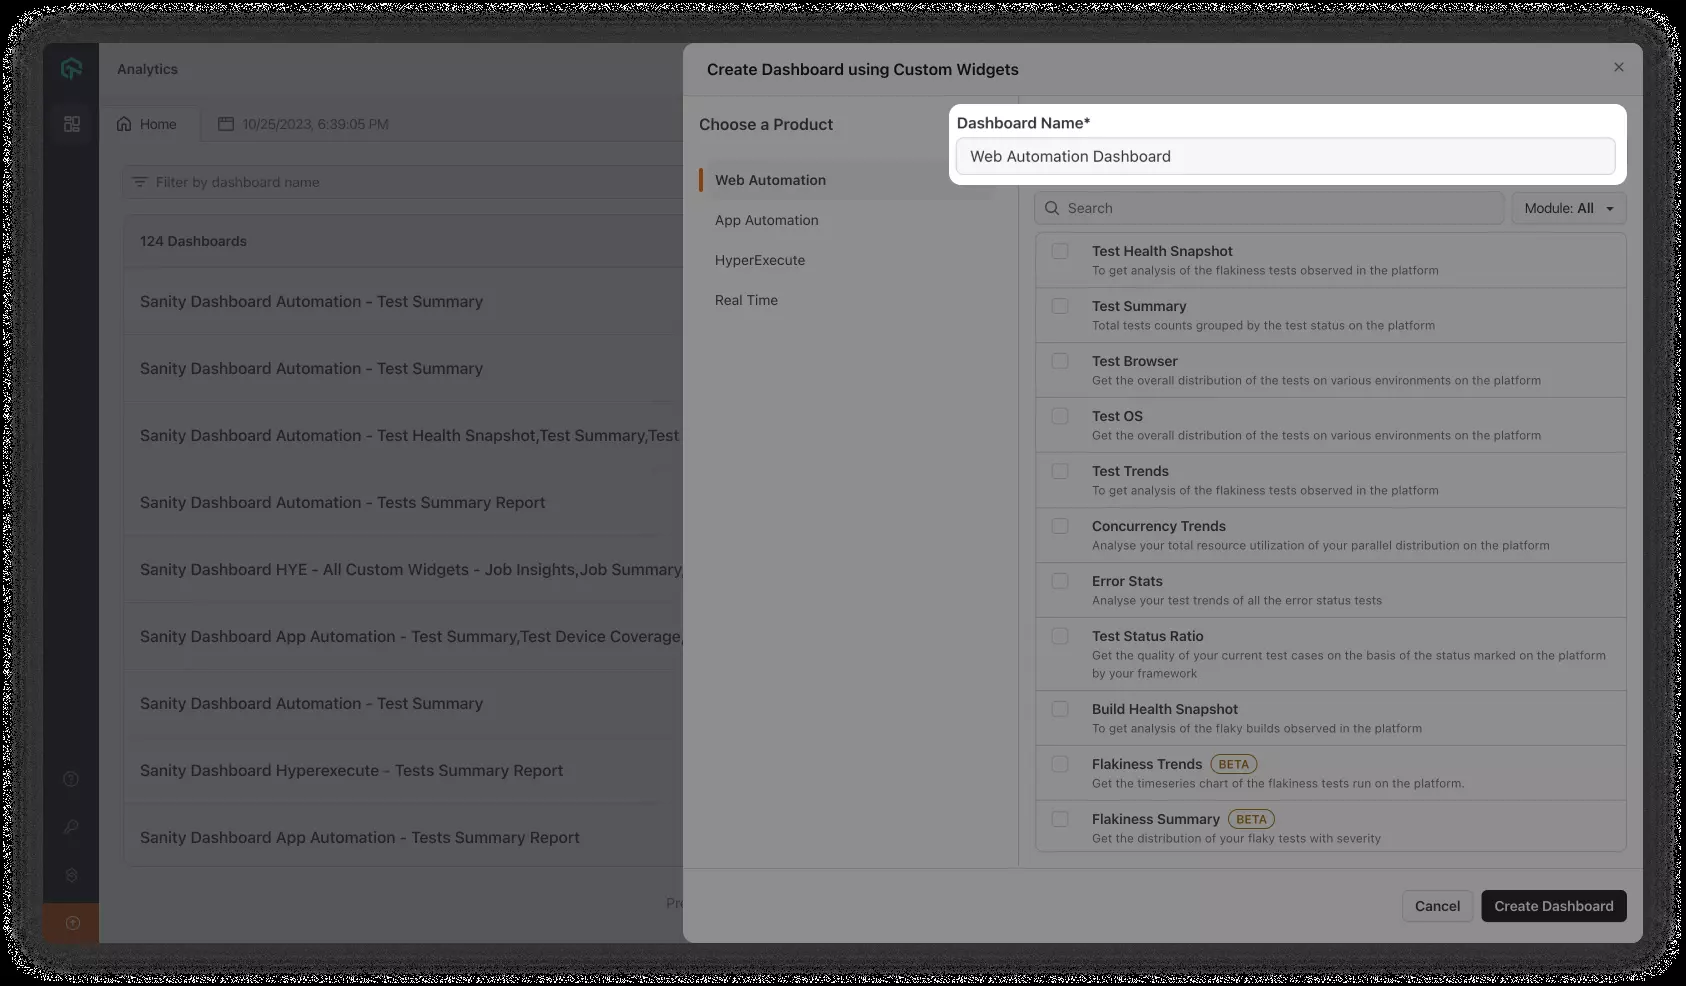 Analytics
Home
10/25/2023, 6:39:05 PM
Filter by dashboard name
124 Dashboards
Sanity Dashboard Automation - Test Summary
Sanity Dashboard Automation - Test Summary
Sanity Dashboard Automation - Test Health Snapshot,Test Summary,Test
Sanity Dashboard Automation - Tests Summary Report
Sanity Dashboard HYE - All Custom Widgets - Job Insights,Job Summary,
Sanity Dashboard App Automation - Test Summary,Test Device Coverage,
Sanity Dashboard Automation - Test Summary
Sanity Dashboard Hyperexecute - Tests Summary Report
Sanity Dashboard App Automation - Tests Summary Report
Create Dashboard using Custom Widgets
Choose a Product
Web Automation
App Automation
HyperExecute
Real Time
Dashboard Name*
Web Automation Dashboard
Search
Module: All
Test Health Snapshot
To get analysis of the flakiness tests observed in the platform
Test Summary
Total tests counts grouped by the test status on the platform
Test Browser
Get the overall distribution of the tests on various environments on the platform
Test OS
Get the overall distribution of the tests on various environments on the platform
Test Trends
To get analysis of the flakiness tests observed in the platform
Concurrency Trends
Analyse your total resource utilization of your parallel distribution on the platform
Error Stats
Analyse your test trends of all the error status tests
Test Status Ratio
Get the quality of your current test cases on the basis of the status marked on the platform
by your framework
Build Health Snapshot
To get analysis of the flaky builds observed in the platform
Flakiness Trends BETA
Get the timeseries chart of the flakiness tests run on the platform.
Flakiness Summary BETA
Get the distribution of your flaky tests with severity
Cancel
Create Dashboard